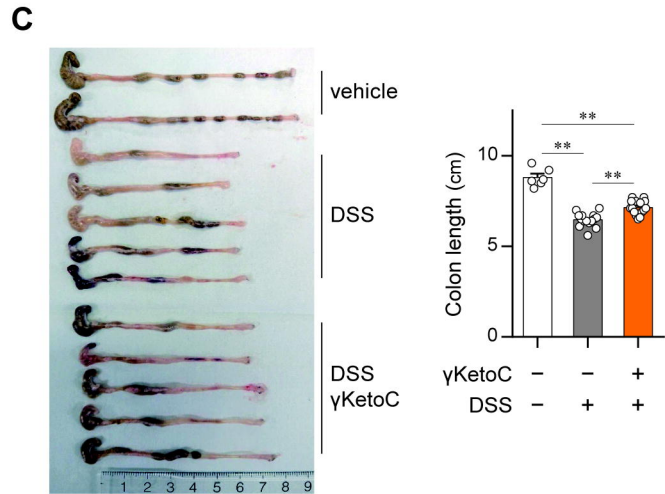 C
vehicle
DSS
DSS
γKetoC
1 2 3 4 5 6 7 8 9
Colon length (cm)
10
5
0
**
**
**
γKetoC − − +
DSS − + +